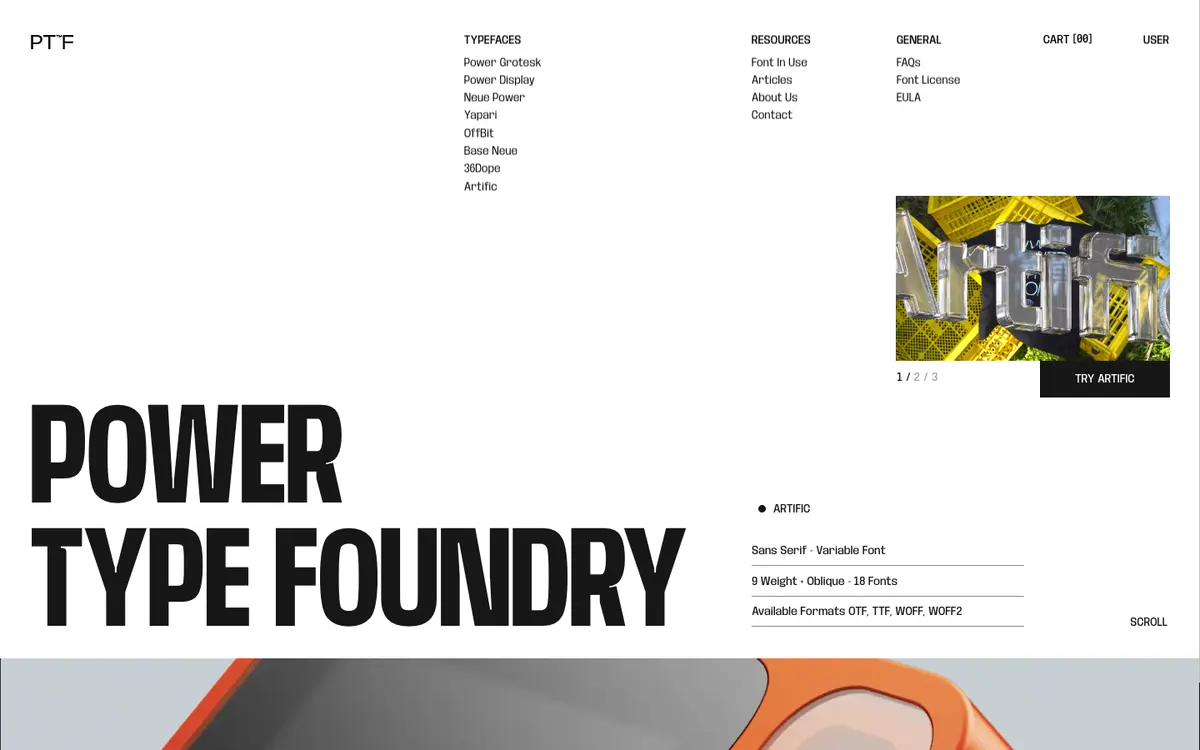 PT™F
TYPEFACES
Power Grotesk
Power Display
Neue Power
Yapari
OffBit
Base Neue
36Dope
Artific
RESOURCES
Font In Use
Articles
About Us
Contact
GENERAL
FAQs
Font License
EULA
CART [00]
USER
Artific
1 / 2 / 3
TRY ARTIFIC
POWER
TYPE FOUNDRY
ARTIFIC
Sans Serif - Variable Font
9 Weight • Oblique - 18 Fonts
Available Formats OTF, TTF, WOFF, WOFF2
SCROLL